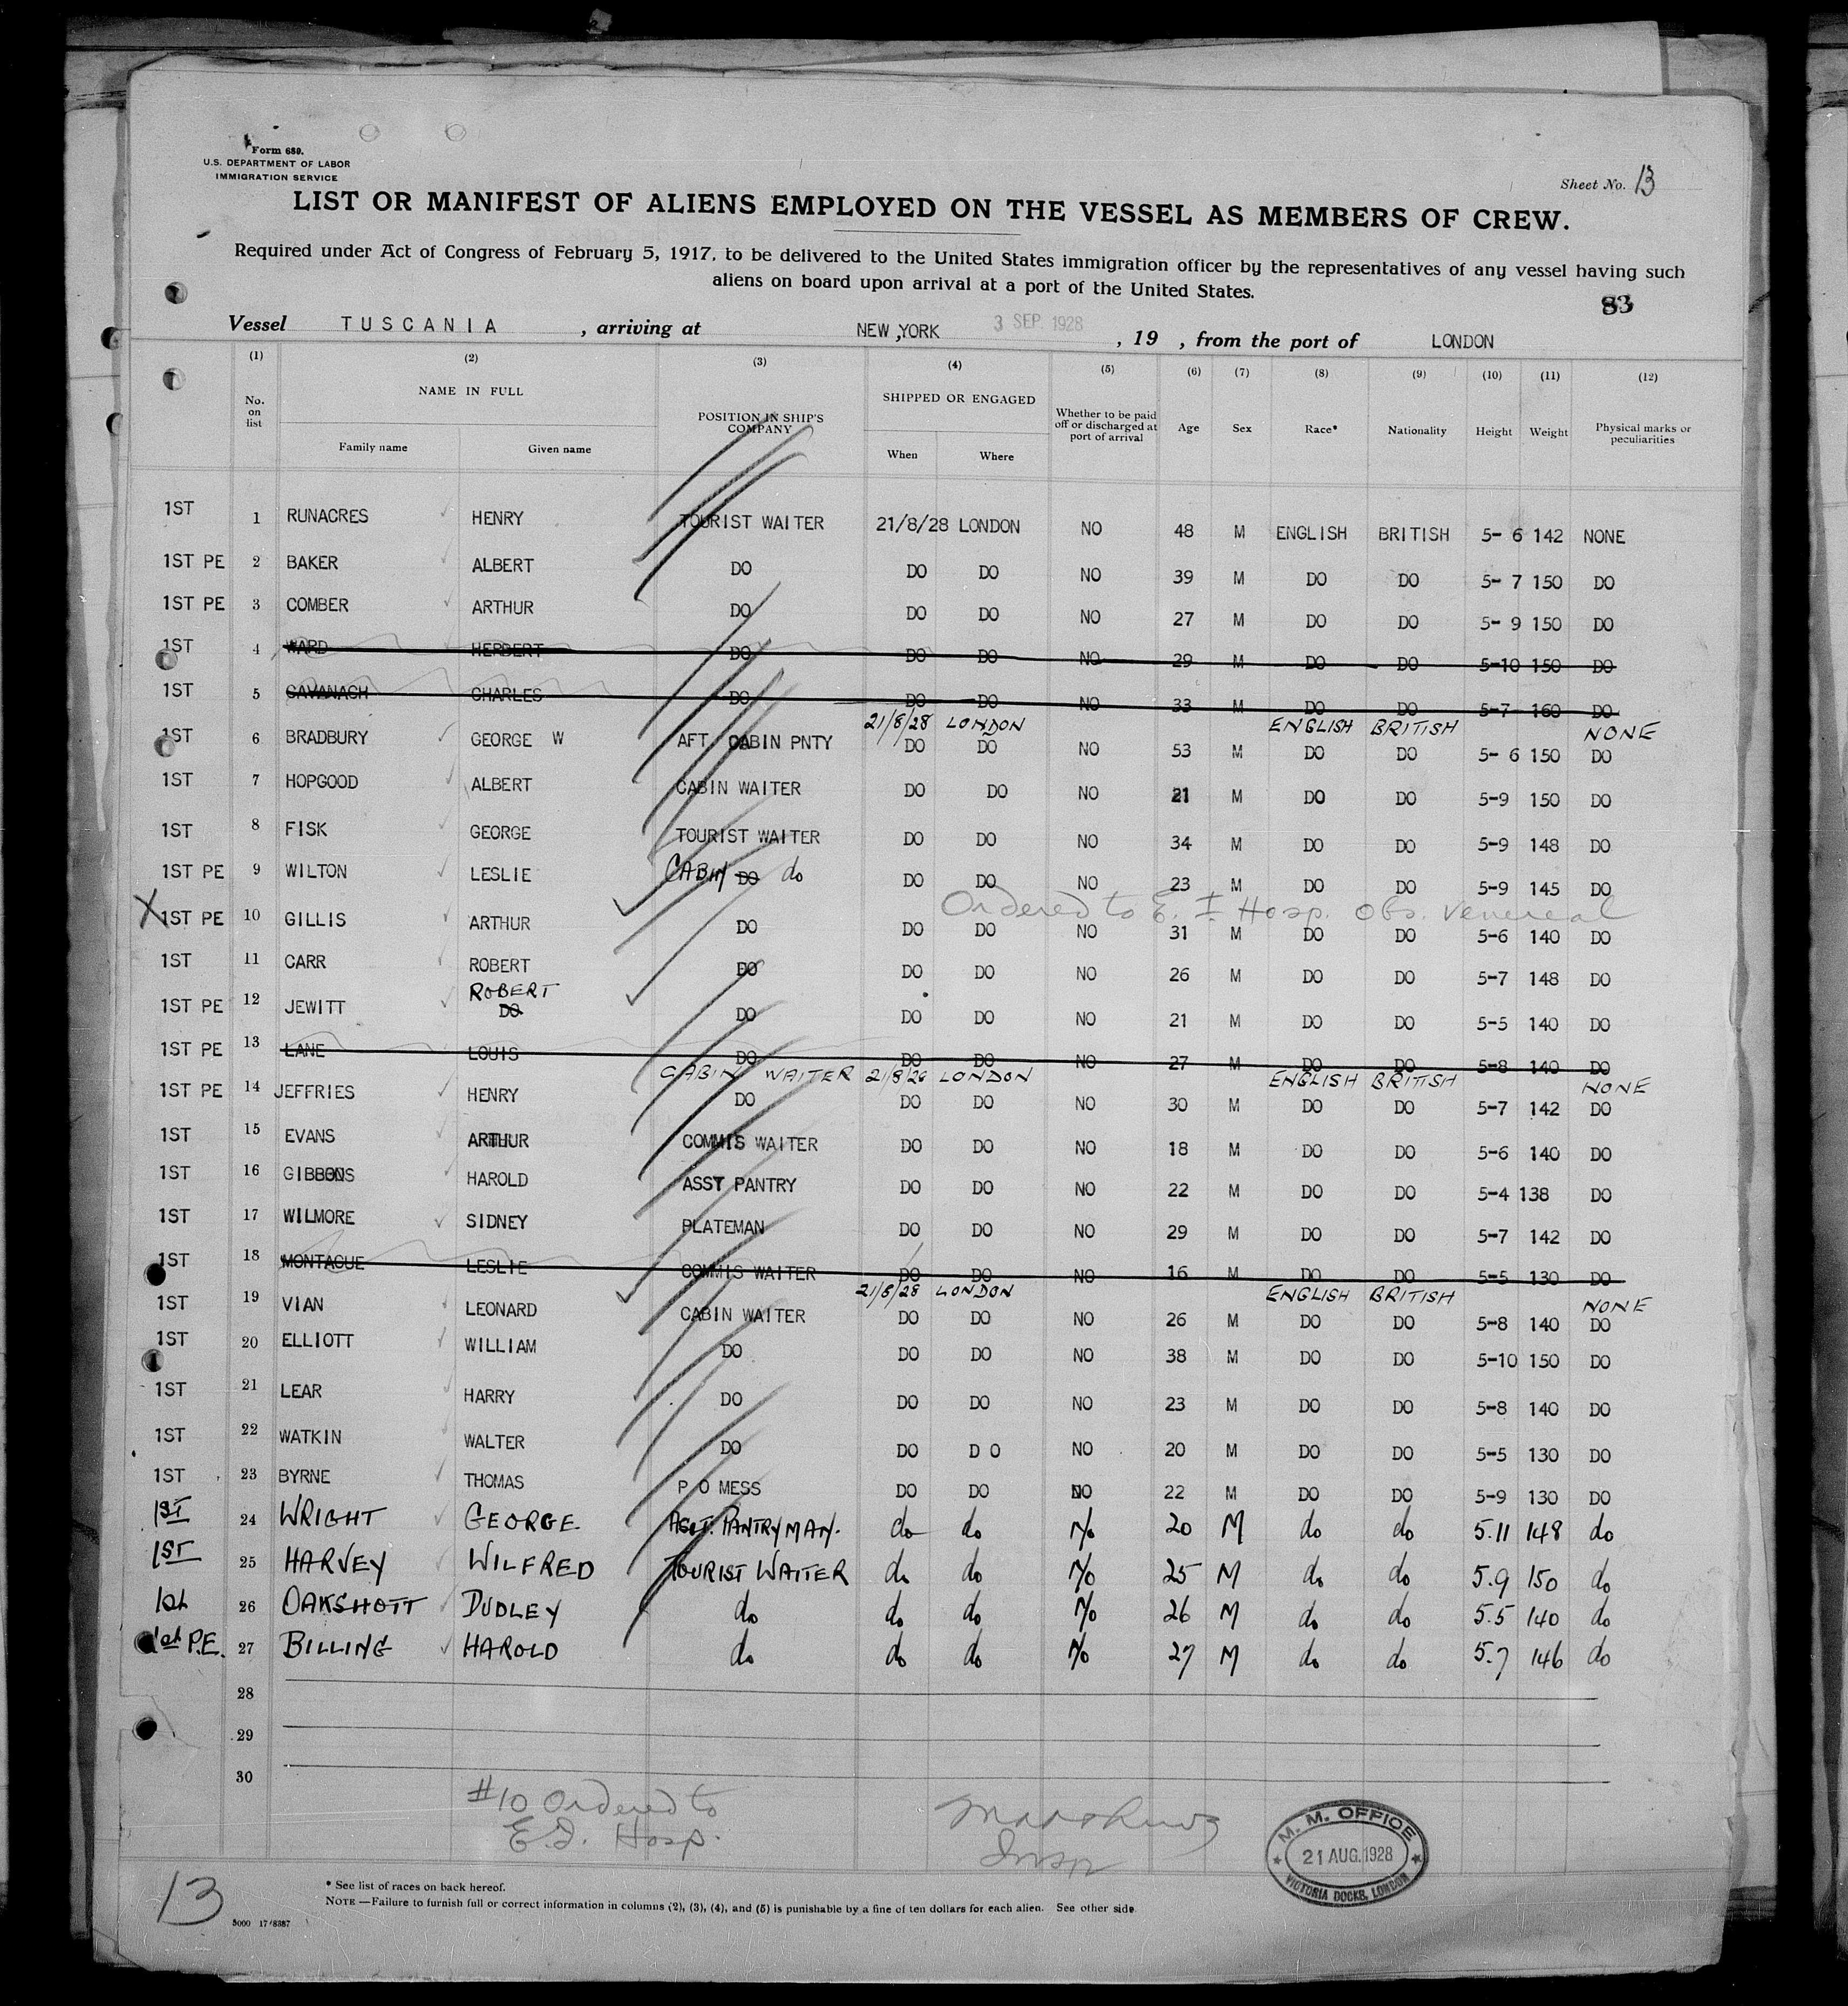 Form 689.
U.S. DEPARTMENT OF LABOR
IMMIGRATION SERVICE
Sheet No. 13
LIST OR MANIFEST OF ALIENS EMPLOYED ON THE VESSEL AS MEMBERS OF CREW.
Required under Act of Congress of February 5, 1917, to be delivered to the United States immigration officer by the representatives of any vessel having such
aliens on board upon arrival at a port of the United States.
83
Vessel TUSCANIA, arriving at NEW YORK 3 SEP. 1928, 19 , from the port of LONDON
(1) (2) (3) (4) (5) (6) (7) (8) (9) (10) (11) (12)
No. on list NAME IN FULL Family name Given name POSITION IN SHIP'S COMPANY SHIPPED OR ENGAGED When Where Whether to be paid off or discharged at port of arrival Age Sex Race* Nationality Height Weight Physical marks or peculiarities
1ST 1 RUNACRES HENRY TOURIST WAITER 21/8/28 LONDON NO 48 M ENGLISH BRITISH 5- 6 142 NONE
1ST PE 2 BAKER ALBERT DO DO DO NO 39 M DO DO 5- 7 150 DO
1ST PE 3 COMBER ARTHUR DO DO DO NO 27 M DO DO 5- 9 150 DO
1ST 4 WARD HERBERT DO DO DO NO 29 M DO DO 5-10 150 DO
1ST 5 CAVANAGH CHARLES DO DO DO NO 33 M DO DO 5-7 160 DO
21/8/28 LONDON ENGLISH BRITISH NONE
1ST 6 BRADBURY GEORGE W AFT. CABIN PNTY DO DO NO 53 M DO DO 5- 6 150 DO
1ST 7 HOPGOOD ALBERT CABIN WAITER DO DO NO 21 M DO DO 5-9 150 DO
1ST 8 FISK GEORGE TOURIST WAITER DO DO NO 34 M DO DO 5-9 148 DO
1ST PE 9 WILTON LESLIE CABIN DO do DO DO NO 23 M DO DO 5-9 145 DO
Ordered to E. I. Hosp. obs. venereal
X 1ST PE 10 GILLIS ARTHUR DO DO DO NO 31 M DO DO 5-6 140 DO
1ST 11 CARR ROBERT DO DO DO NO 26 M DO DO 5-7 148 DO
ROBERT
1ST PE 12 JEWITT DO DO DO DO NO 21 M DO DO 5-5 140 DO
1ST PE 13 LANE LOUIS DO DO DO NO 27 M DO DO 5-8 140 DO
CABIN WAITER 21/8/28 LONDON ENGLISH BRITISH NONE
1ST PE 14 JEFFRIES HENRY DO DO DO NO 30 M DO DO 5-7 142 DO
1ST 15 EVANS ARTHUR COMMIS WAITER DO DO NO 18 M DO DO 5-6 140 DO
1ST 16 GIBBONS HAROLD ASST PANTRY DO DO NO 22 M DO DO 5-4 138 DO
1ST 17 WILMORE SIDNEY PLATEMAN DO DO NO 29 M DO DO 5-7 142 DO
1ST 18 MONTAGUE LESLIE COMMIS WAITER DO DO NO 16 M DO DO 5-5 130 DO
21/8/28 LONDON ENGLISH BRITISH NONE
1ST 19 VIAN LEONARD CABIN WAITER DO DO NO 26 M DO DO 5-8 140 DO
1ST 20 ELLIOTT WILLIAM DO DO DO NO 38 M DO DO 5-10 150 DO
1ST 21 LEAR HARRY DO DO DO NO 23 M DO DO 5-8 140 DO
1ST 22 WATKIN WALTER DO DO D O NO 20 M DO DO 5-5 130 DO
1ST 23 BYRNE THOMAS P O MESS DO DO NO 22 M DO DO 5-9 130 DO
1ST 24 WRIGHT GEORGE ASST. PANTRYMAN. do do No 20 M do do 5.11 148 do
1ST 25 HARVEY WILFRED TOURIST WAITER do do No 25 M do do 5.9 150 do
1st 26 OAKSHOTT DUDLEY do do do No 26 M do do 5.5 140 do
1st P.E. 27 BILLING HAROLD do do do No 27 M do do 5.7 146 do
28
29
30
#10 Ordered to
E.I. Hosp.
Insp
M. M. OFFICE
21 AUG. 1928
VICTORIA DOCKS, LONDON
13
* See list of races on back hereof.
NOTE.—Failure to furnish full or correct information in columns (2), (3), (4), and (5) is punishable by a fine of ten dollars for each alien. See other side.
5000 17/8387